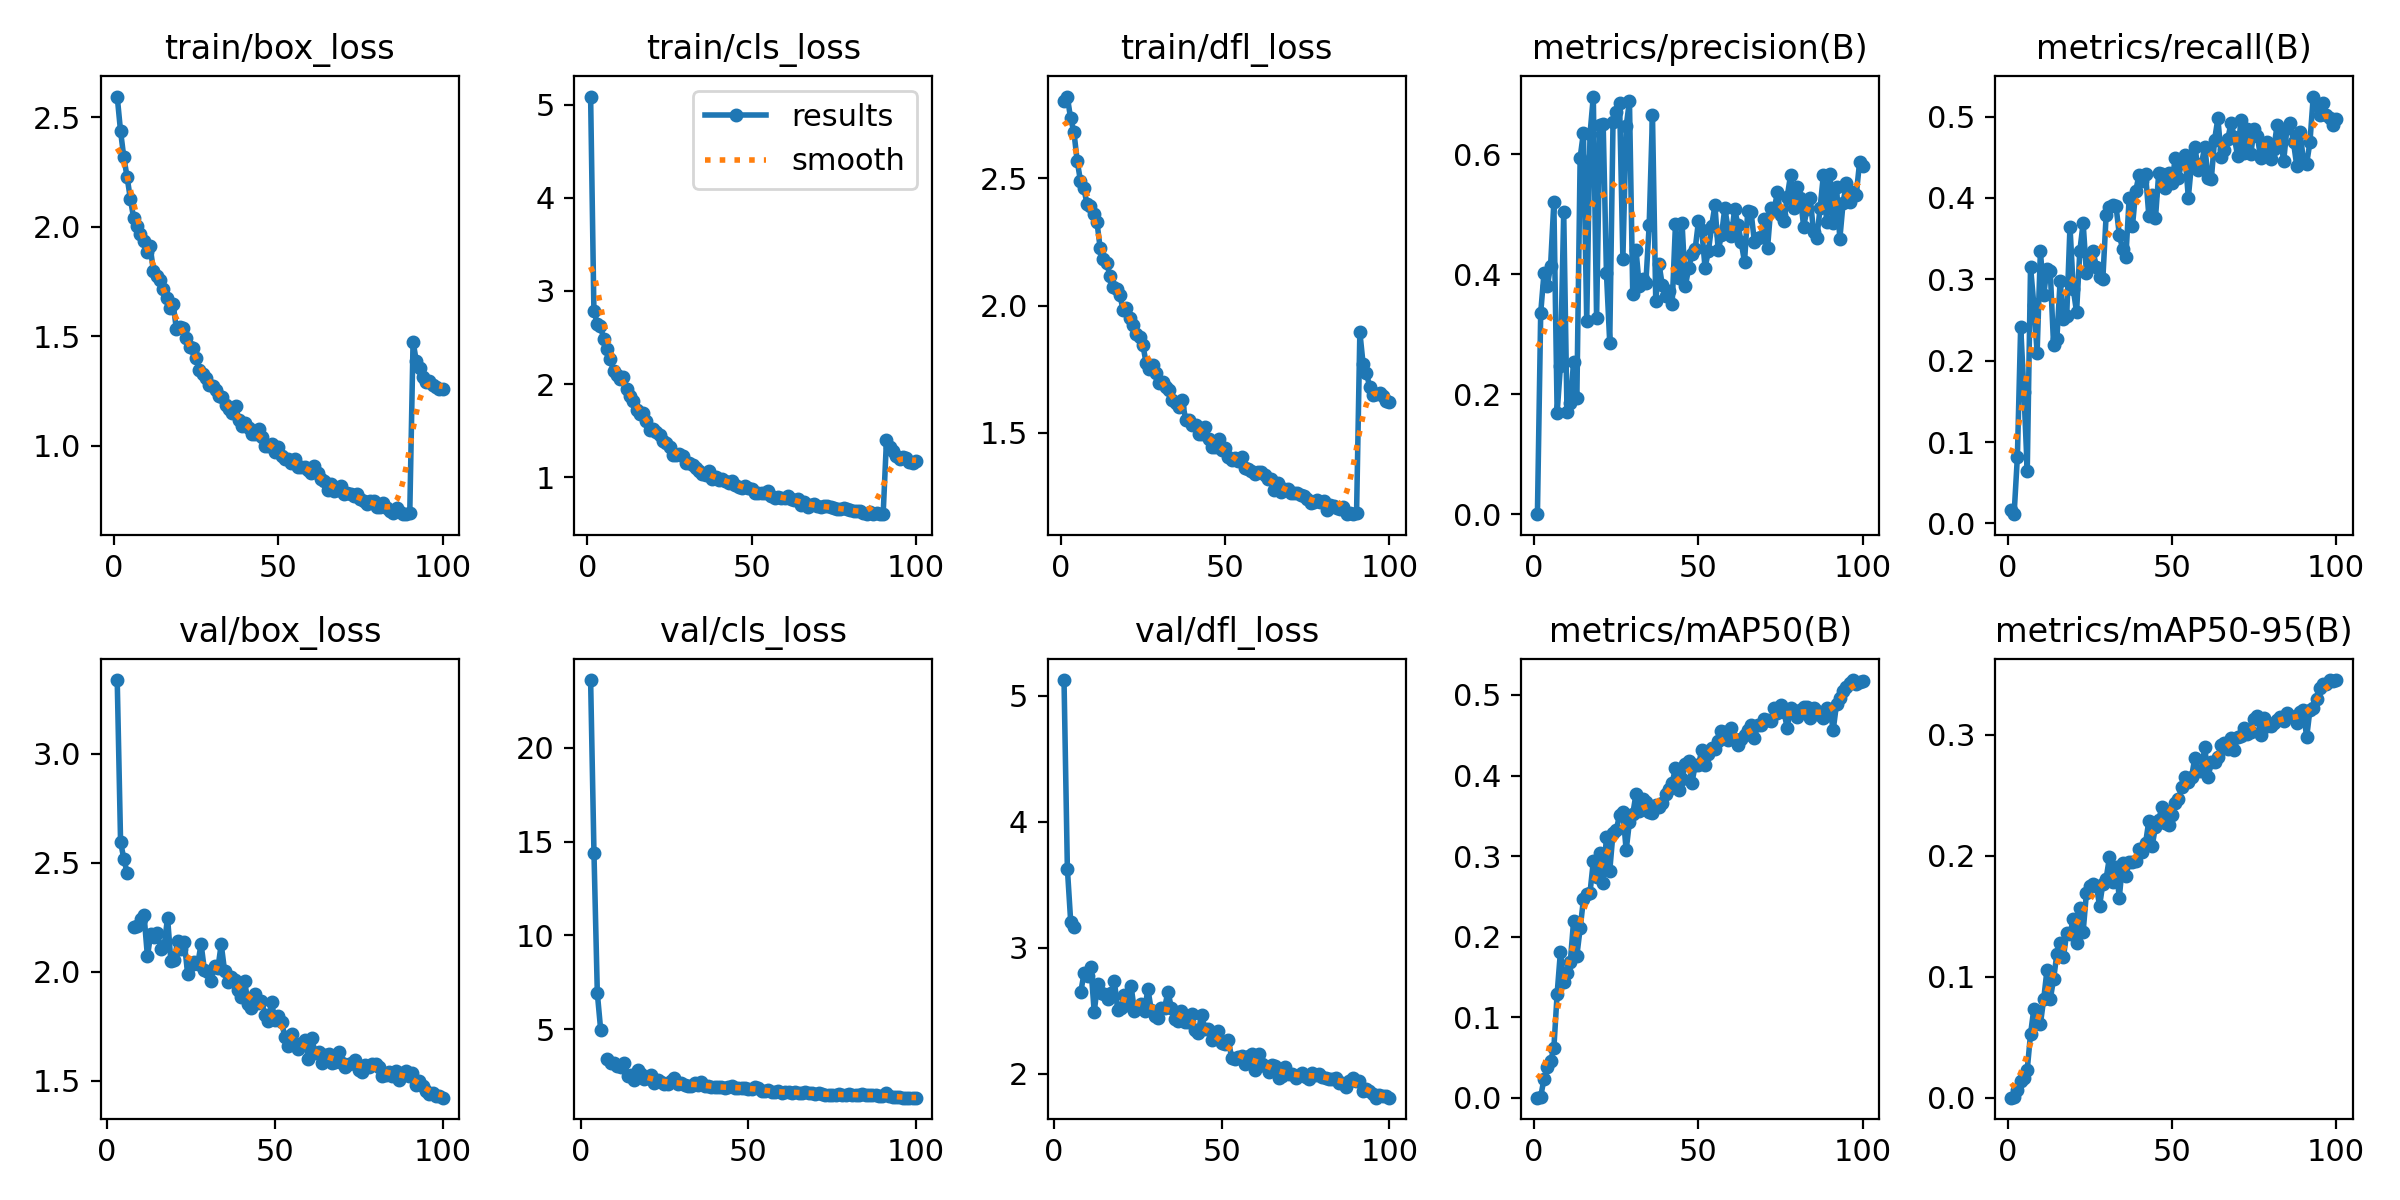 train/box_loss
train/cls_loss
train/dfl_loss
metrics/precision(B)
metrics/recall(B)
2.5
2.0
1.5
1.0
0 50 100
5
4
3
2
1
results
smooth
0 50 100
2.5
2.0
1.5
0 50 100
0.6
0.4
0.2
0.0
0 50 100
0.5
0.4
0.3
0.2
0.1
0.0
0 50 100
val/box_loss
val/cls_loss
val/dfl_loss
metrics/mAP50(B)
metrics/mAP50-95(B)
3.0
2.5
2.0
1.5
0 50 100
20
15
10
5
0 50 100
5
4
3
2
0 50 100
0.5
0.4
0.3
0.2
0.1
0.0
0 50 100
0.3
0.2
0.1
0.0
0 50 100